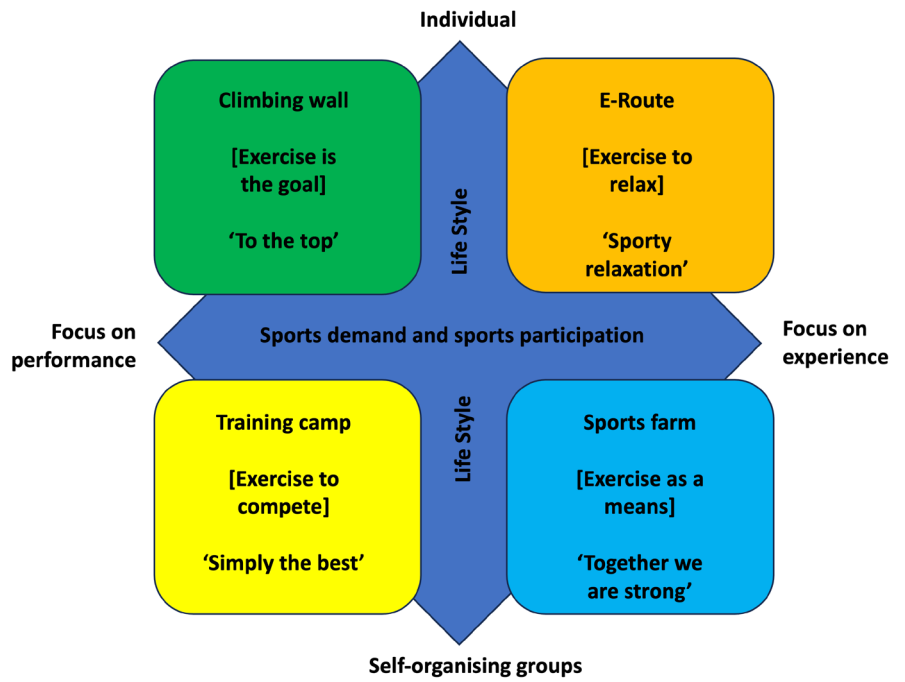 Individual
Climbing wall
[Exercise is
the goal]
‘To the top’
Life Style
E-Route
[Exercise to
relax]
‘Sporty
relaxation’
Focus on
performance
Sports demand and sports participation
Focus on
experience
Training camp
[Exercise to
compete]
‘Simply the best’
Life Style
Sports farm
[Exercise as a
means]
‘Together we
are strong’
Self-organising groups